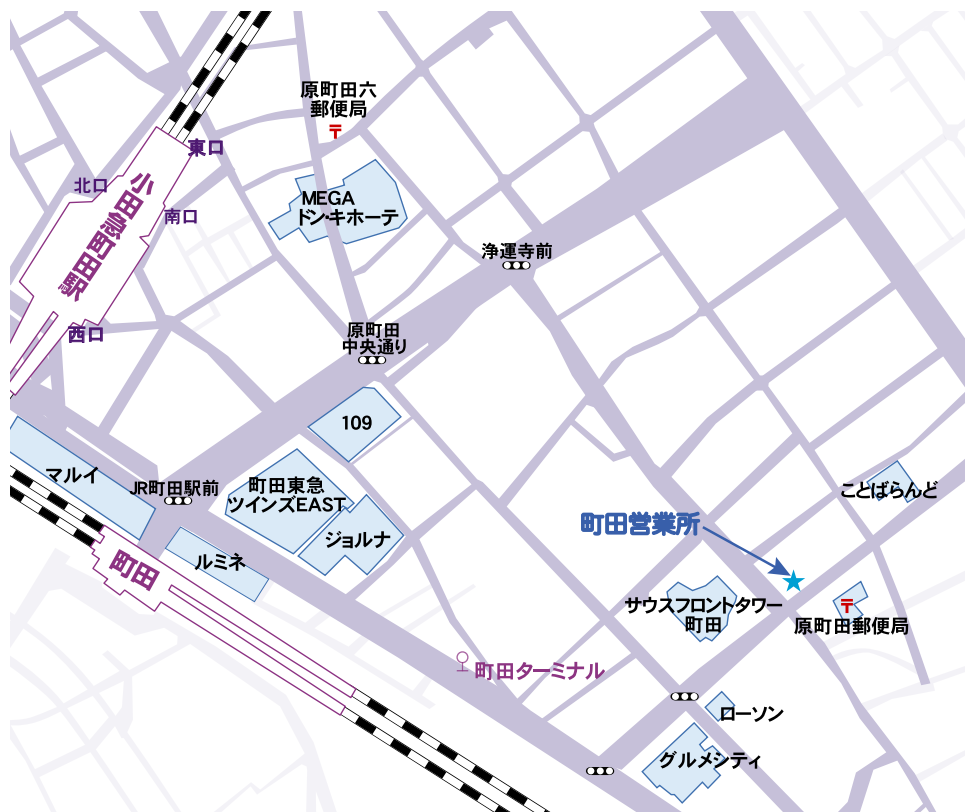 原町田六
郵便局
東口
北口
小田急町田駅
南口
MEGA
ドン・キホーテ
浄運寺前
西口
原町田
中央通り
109
マルイ
JR町田駅前
町田東急
ツインズEAST
ジョルナ
ことばらんど
町田営業所
ルミネ
町田
サウスフロントタワー
町田
原町田郵便局
町田ターミナル
ローソン
グルメシティ